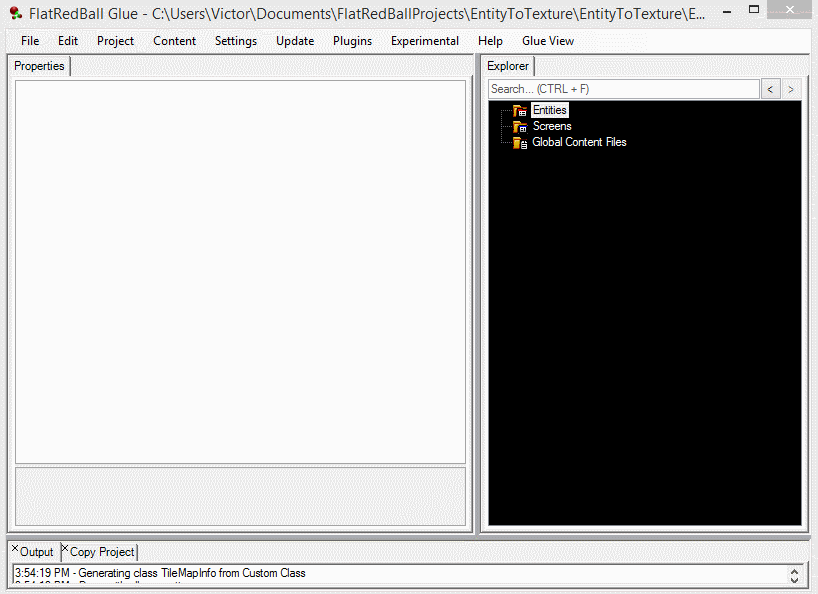 FlatRedBall Glue - C:\Users\Victor\Documents\FlatRedBallProjects\EntityToTexture\EntityToTexture\E...
File Edit Project Content Settings Update Plugins Experimental Help Glue View
Properties
Explorer
Search... (CTRL + F)
< >
Entities
Screens
Global Content Files
Output Copy Project
3:54:19 PM - Generating class TileMapInfo from Custom Class